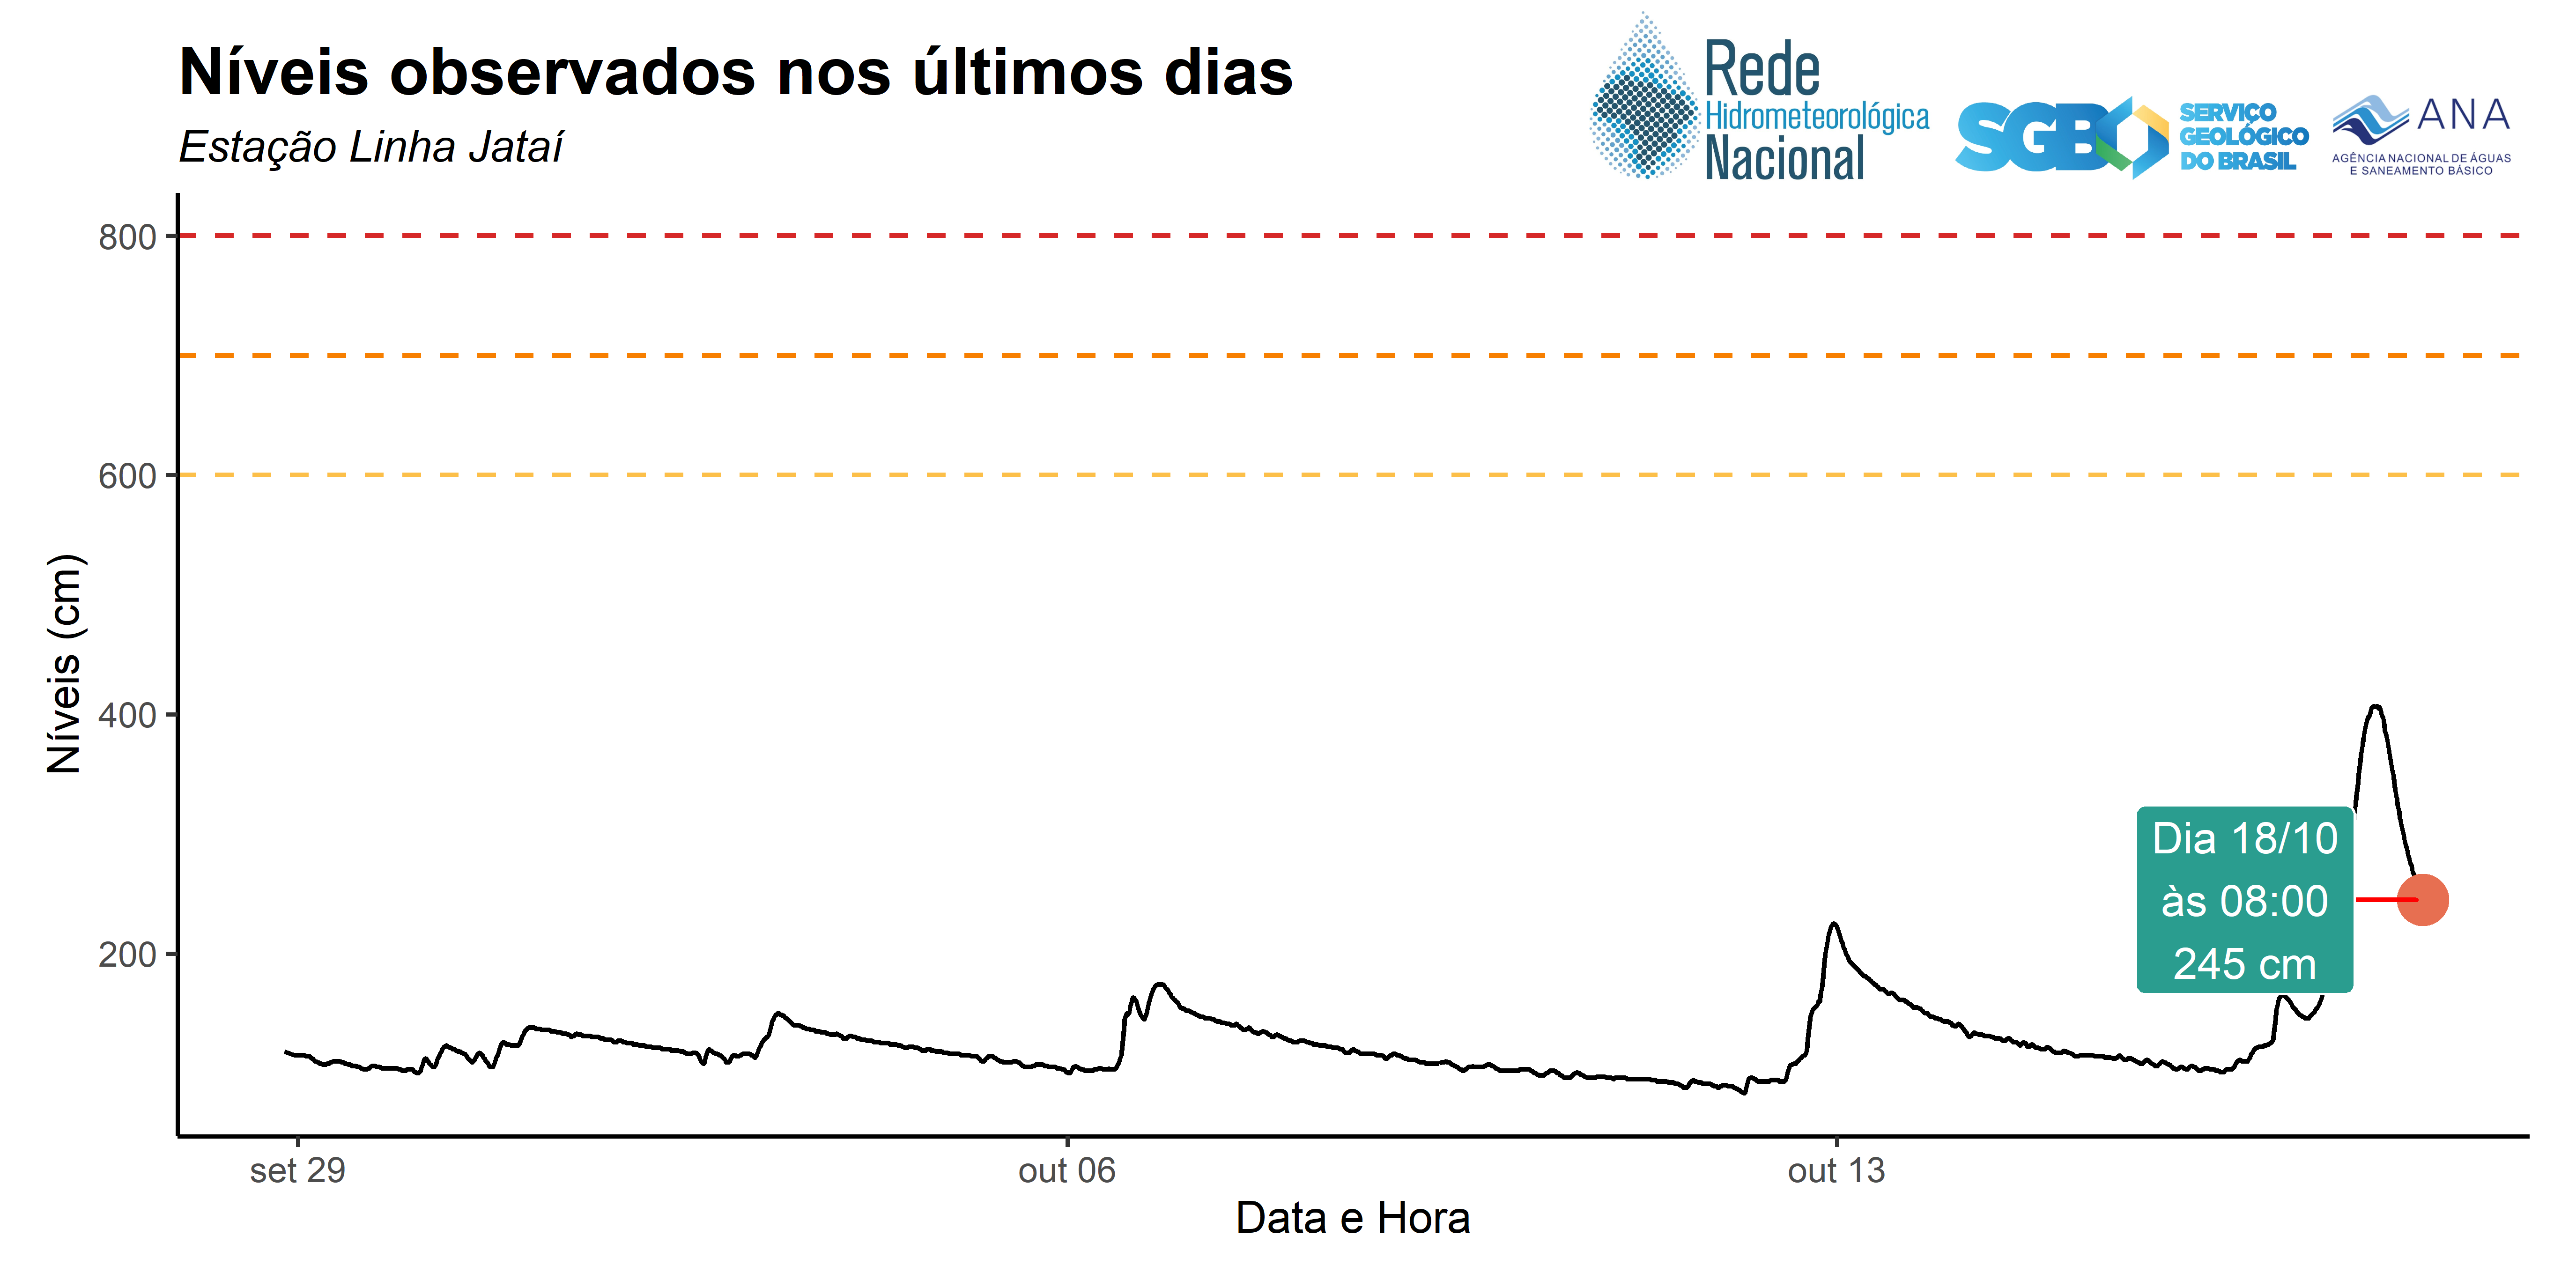 Níveis observados nos últimos dias
Estação Linha Jataí
Rede
Hidrometeorológica
Nacional
SGB
SERVIÇO
GEOLÓGICO
DO BRASIL
ANA
AGÊNCIA NACIONAL DE ÁGUAS
E SANEAMENTO BÁSICO
Níveis (cm)
800
600
400
200
Dia 18/10
às 08:00
245 cm
set 29
out 06
out 13
Data e Hora